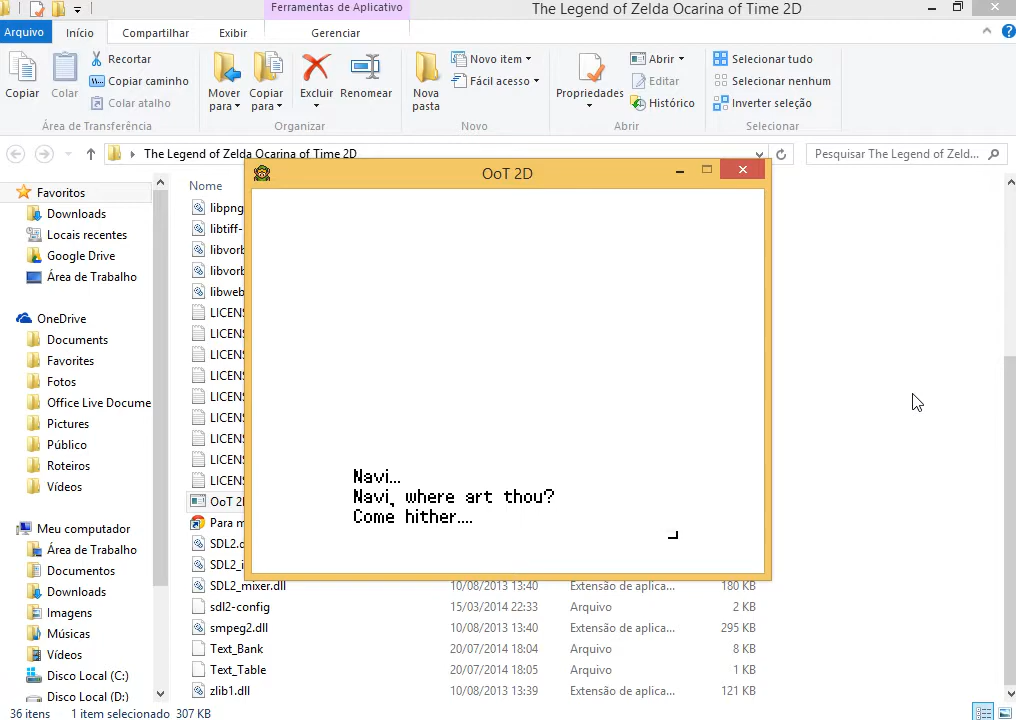 Ferramentas de Aplicativo
The Legend of Zelda Ocarina of Time 2D
Arquivo
Início
Compartilhar
Exibir
Gerenciar
Copiar
Colar
Recortar
Copiar caminho
Colar atalho
Área de Transferência
Mover para
Copiar para
Excluir
Renomear
Organizar
Nova pasta
Novo item
Fácil acesso
Novo
Propriedades
Abrir
Editar
Histórico
Abrir
Selecionar tudo
Selecionar nenhum
Inverter seleção
Selecionar
The Legend of Zelda Ocarina of Time 2D
Pesquisar The Legend of Zeld...
Favoritos
Downloads
Locais recentes
Google Drive
Área de Trabalho
OneDrive
Documents
Favorites
Fotos
Office Live Docume
Pictures
Público
Roteiros
Vídeos
Meu computador
Área de Trabalho
Documentos
Downloads
Imagens
Músicas
Vídeos
Disco Local (C:)
Disco Local (D:)
Nome
libpng
libtiff-
libvorb
libvorb
libweb
LICENS
LICENS
LICENS
LICENS
LICENS
LICENS
LICENS
LICENS
LICENS
OoT 2
Para m
SDL2.d
SDL2_i
SDL2_mixer.dll 10/08/2013 13:40 Extensão de aplica... 180 KB
sdl2-config 15/03/2014 22:33 Arquivo 2 KB
smpeg2.dll 10/08/2013 13:40 Extensão de aplica... 295 KB
Text_Bank 20/07/2014 18:04 Arquivo 8 KB
Text_Table 20/07/2014 18:05 Arquivo 1 KB
zlib1.dll 10/08/2013 13:39 Extensão de aplica... 121 KB
OoT 2D
Navi...
Navi, where art thou?
Come hither....
36 itens 1 item selecionado 307 KB